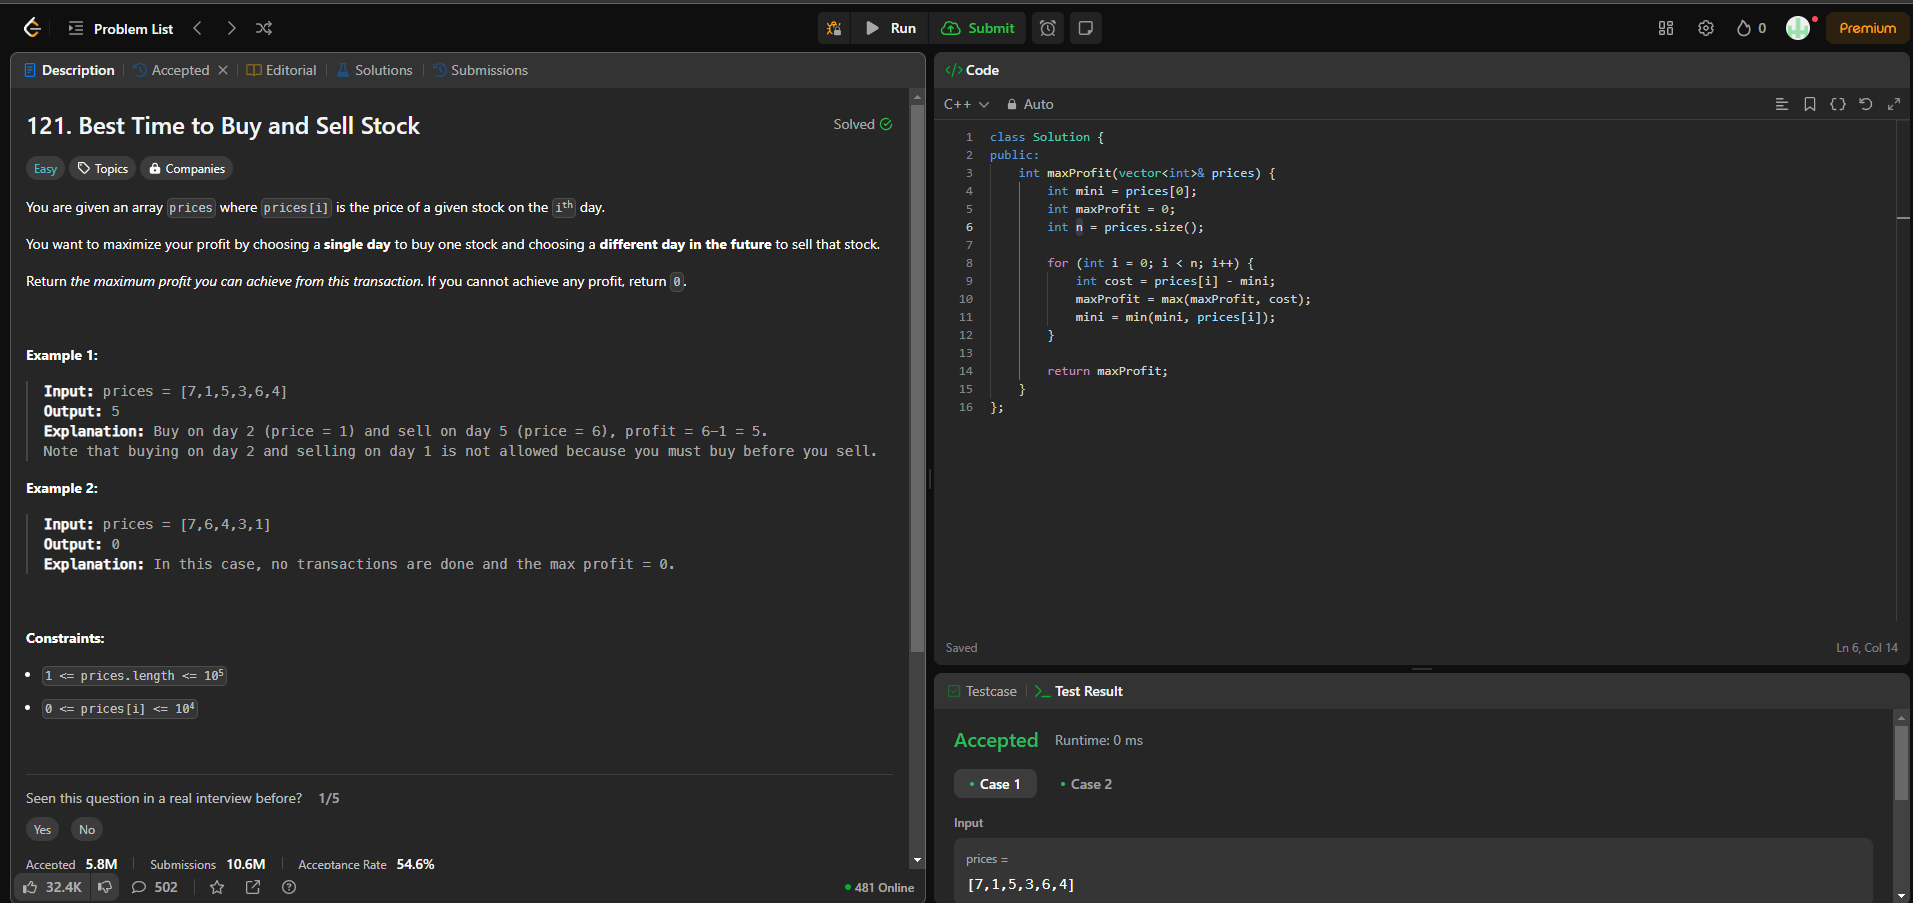 Problem List
Run
Submit
0
Premium
Description
Accepted
Editorial
Solutions
Submissions
121. Best Time to Buy and Sell Stock
Solved
Easy
Topics
Companies
You are given an array prices where prices[i] is the price of a given stock on the ith day.
You want to maximize your profit by choosing a single day to buy one stock and choosing a different day in the future to sell that stock.
Return the maximum profit you can achieve from this transaction. If you cannot achieve any profit, return 0.
Example 1:
Input: prices = [7,1,5,3,6,4]
Output: 5
Explanation: Buy on day 2 (price = 1) and sell on day 5 (price = 6), profit = 6-1 = 5.
Note that buying on day 2 and selling on day 1 is not allowed because you must buy before you sell.
Example 2:
Input: prices = [7,6,4,3,1]
Output: 0
Explanation: In this case, no transactions are done and the max profit = 0.
Constraints:
1 <= prices.length <= 10⁵
0 <= prices[i] <= 10⁴
Seen this question in a real interview before? 1/5
Yes
No
Accepted 5.8M
Submissions 10.6M
Acceptance Rate 54.6%
32.4K
502
481 Online
</> Code
C++
Auto
1 class Solution {
2 public:
3 int maxProfit(vector<int>& prices) {
4 int mini = prices[0];
5 int maxProfit = 0;
6 int n = prices.size();
7
8 for (int i = 0; i < n; i++) {
9 int cost = prices[i] - mini;
10 maxProfit = max(maxProfit, cost);
11 mini = min(mini, prices[i]);
12 }
13
14 return maxProfit;
15 }
16 };
Saved
Ln 6, Col 14
Testcase
>_ Test Result
Accepted
Runtime: 0 ms
Case 1
Case 2
Input
prices =
[7,1,5,3,6,4]